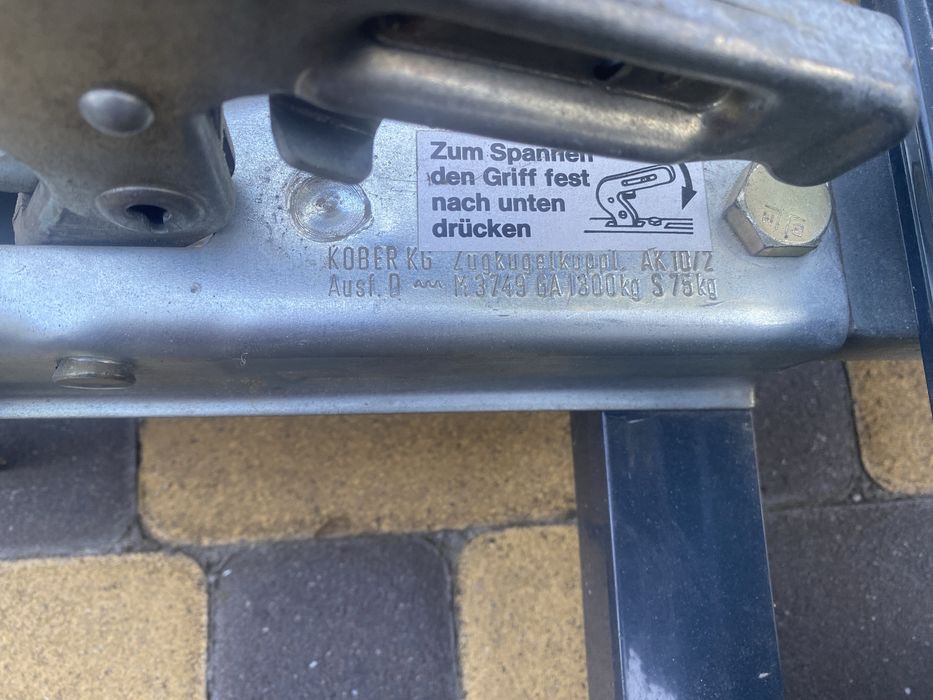 Zum Spannen
den Griff fest
nach unten
drücken
KOBER KG Zugkugelkuppl. AK 10/2
Ausf. D ~~~ M 3749 GA 1300kg S 75kg